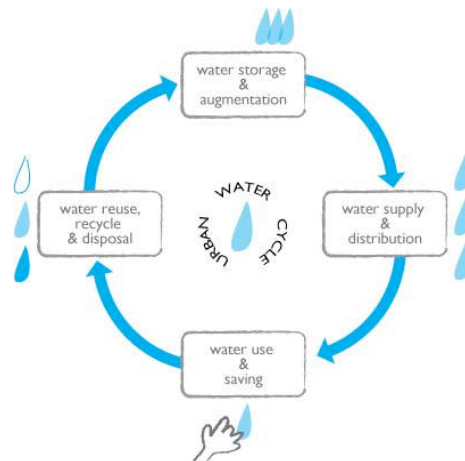 water storage
&
augmentation
water supply
&
distribution
water use
&
saving
water reuse,
recycle
& disposal
URBAN WATER CYCLE